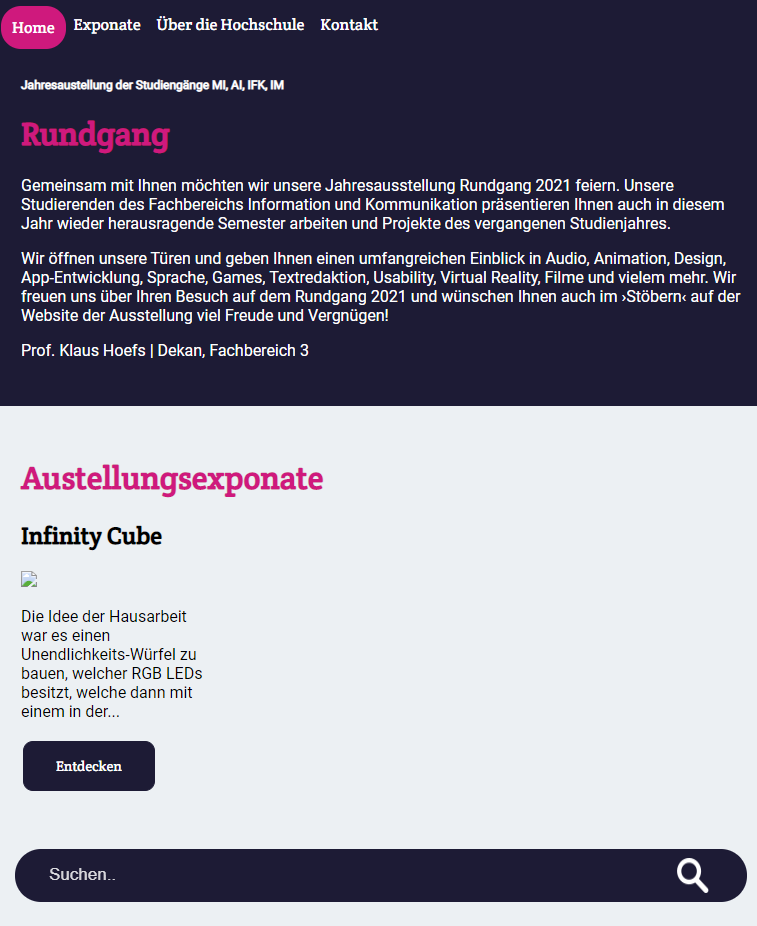 Home Exponate Über die Hochschule Kontakt
Jahresaustellung der Studiengänge MI, AI, IFK, IM
Rundgang
Gemeinsam mit Ihnen möchten wir unsere Jahresausstellung Rundgang 2021 feiern. Unsere
Studierenden des Fachbereichs Information und Kommunikation präsentieren Ihnen auch in diesem
Jahr wieder herausragende Semester arbeiten und Projekte des vergangenen Studienjahres.
Wir öffnen unsere Türen und geben Ihnen einen umfangreichen Einblick in Audio, Animation, Design,
App-Entwicklung, Sprache, Games, Textredaktion, Usability, Virtual Reality, Filme und vielem mehr. Wir
freuen uns über Ihren Besuch auf dem Rundgang 2021 und wünschen Ihnen auch im ›Stöbern‹ auf der
Website der Ausstellung viel Freude und Vergnügen!
Prof. Klaus Hoefs | Dekan, Fachbereich 3
Austellungsexponate
Infinity Cube
Die Idee der Hausarbeit
war es einen
Unendlichkeits-Würfel zu
bauen, welcher RGB LEDs
besitzt, welche dann mit
einem in der...
Entdecken
Suchen..